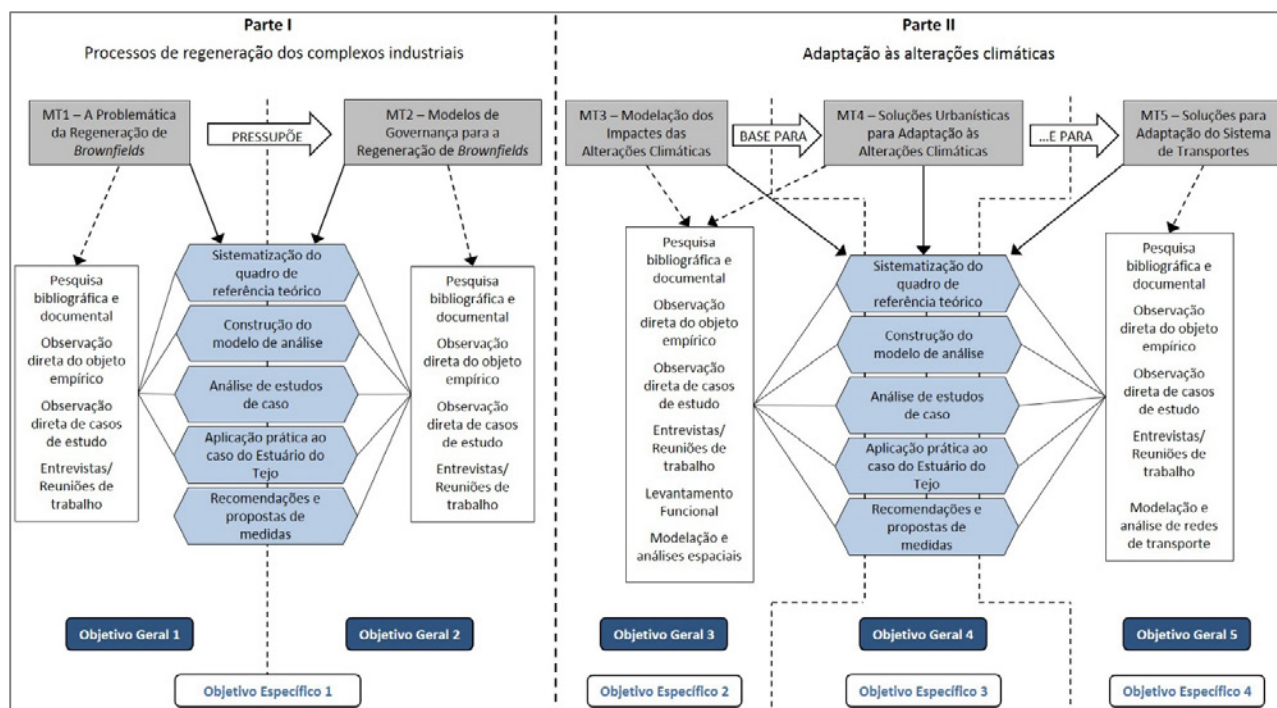 Parte I
Processos de regeneração dos complexos industriais
MT1 – A Problemática
da Regeneração de
Brownfields
PRESSUPÕE
MT2 – Modelos de
Governança para a
Regeneração de Brownfields
Pesquisa
bibliográfica e
documental
Observação
direta do objeto
empírico
Observação
direta de casos
de estudo
Entrevistas/
Reuniões de
trabalho
Sistematização do
quadro de
referência teórico
Construção do
modelo de análise
Análise de estudos
de caso
Aplicação prática ao
caso do Estuário do
Tejo
Recomendações e
propostas de
medidas
Pesquisa
bibliográfica e
documental
Observação
direta do objeto
empírico
Observação
direta de casos
de estudo
Entrevistas/
Reuniões de
trabalho
Objetivo Geral 1
Objetivo Geral 2
Objetivo Específico 1
Parte II
Adaptação às alterações climáticas
MT3 – Modelação dos
Impactes das
Alterações Climáticas
BASE PARA
MT4 – Soluções Urbanísticas
para Adaptação às
Alterações Climáticas
...E PARA
MT5 – Soluções para
Adaptação do Sistema
de Transportes
Pesquisa
bibliográfica e
documental
Observação
direta do objeto
empírico
Observação
direta de casos
de estudo
Entrevistas/
Reuniões de
trabalho
Levantamento
Funcional
Modelação e
análises espaciais
Sistematização do
quadro de
referência teórico
Construção do
modelo de análise
Análise de estudos
de caso
Aplicação prática ao
caso do Estuário do
Tejo
Recomendações e
propostas de
medidas
Pesquisa
bibliográfica e
documental
Observação
direta do objeto
empírico
Observação
direta de casos
de estudo
Entrevistas/
Reuniões de
trabalho
Modelação e
análise de redes
de transporte
Objetivo Geral 3
Objetivo Geral 4
Objetivo Geral 5
Objetivo Específico 2
Objetivo Específico 3
Objetivo Específico 4